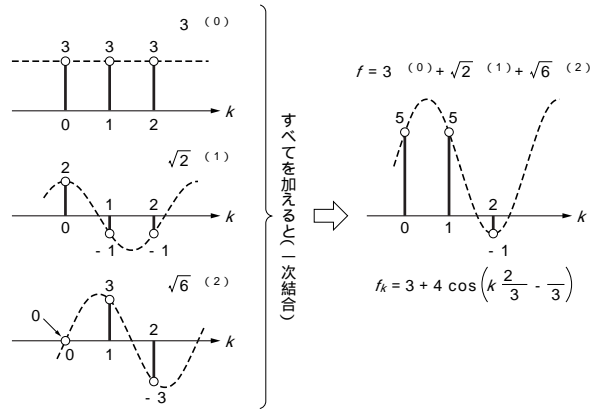 3 (0)
3 3 3
k
0 1 2
√2 (1)
2
1 2
k
0
- 1 - 1
√6 (2)
3
0
2
k
0 1
- 3
すべてを加えると(一次結合)
f = 3 (0) + √2 (1) + √6 (2)
5 5
2
k
0 1
- 1
fk = 3 + 4 cos(k 2/3 - /3)